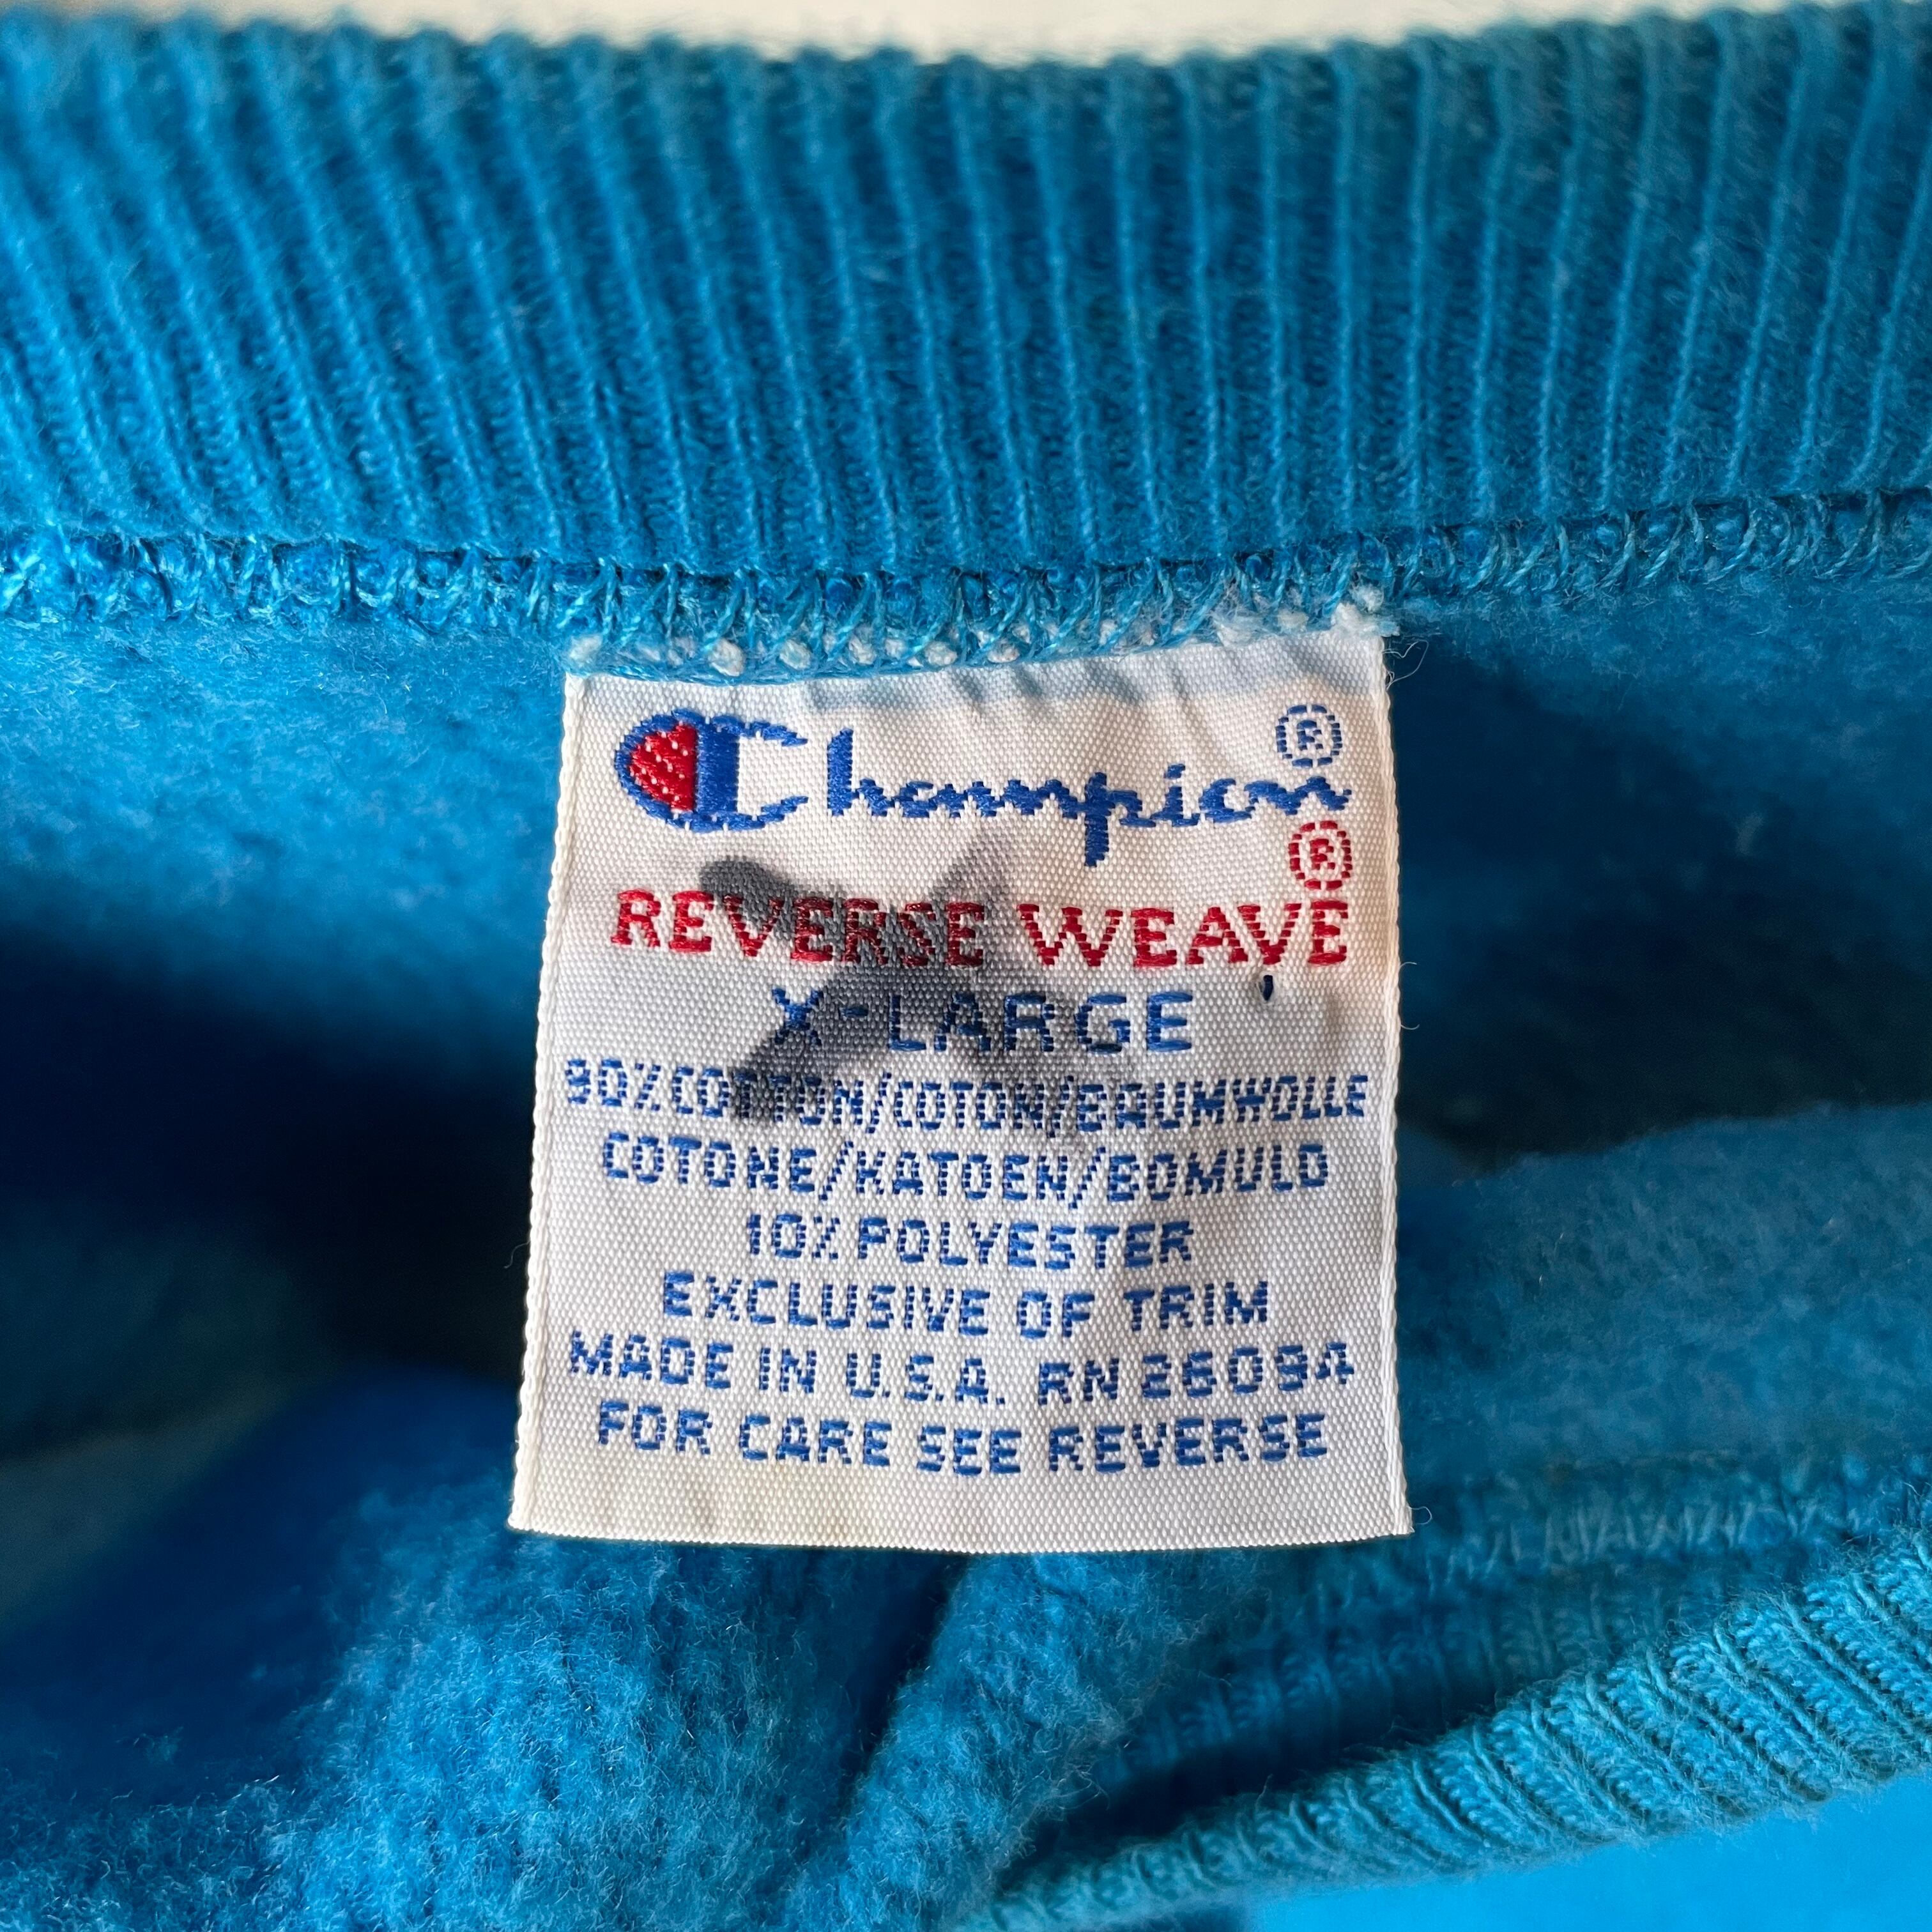 Champion ®
®
REVERSE WEAVE
X-LARGE
90% COTTON/COTON/BAUMWOLLE
COTONE/KATOEN/BOMULD
10% POLYESTER
EXCLUSIVE OF TRIM
MADE IN U.S.A. RN 26094
FOR CARE SEE REVERSE